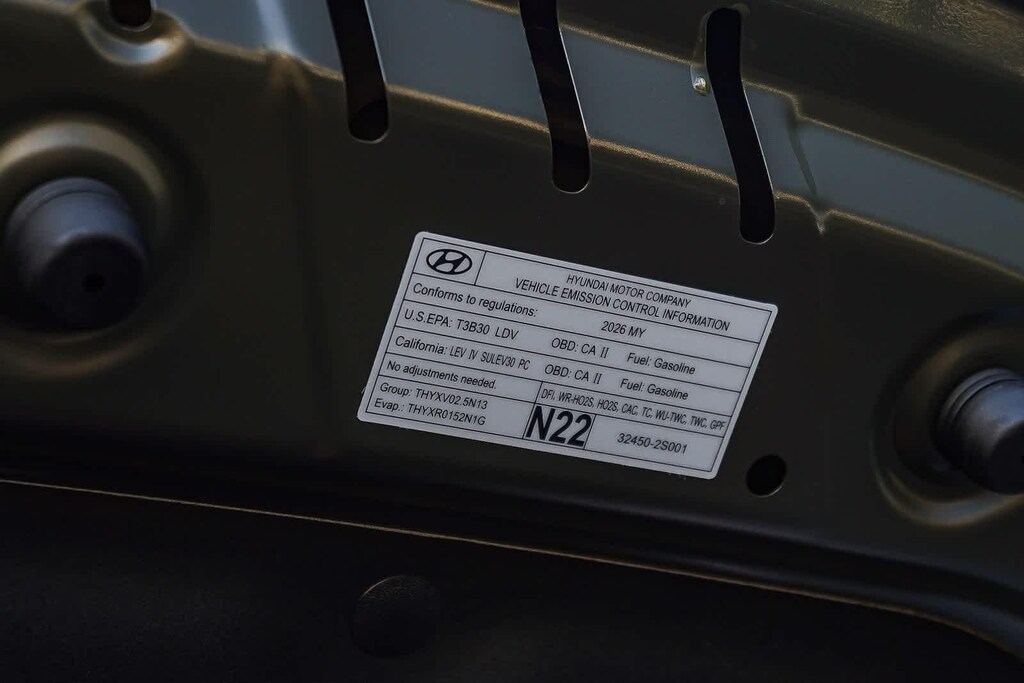 HYUNDAI MOTOR COMPANY
VEHICLE EMISSION CONTROL INFORMATION
Conforms to regulations: 2026 MY
U.S.EPA: T3B30 LDV OBD: CA II Fuel: Gasoline
California: LEV IV SULEV30 PC OBD: CA II Fuel: Gasoline
No adjustments needed.
DFI, WR-HO2S, HO2S, CAC, TC, WU-TWC, TWC, GPF
Group: THYXV02.5N13
Evap.: THYXR0152N1G
N22
32450-2S001